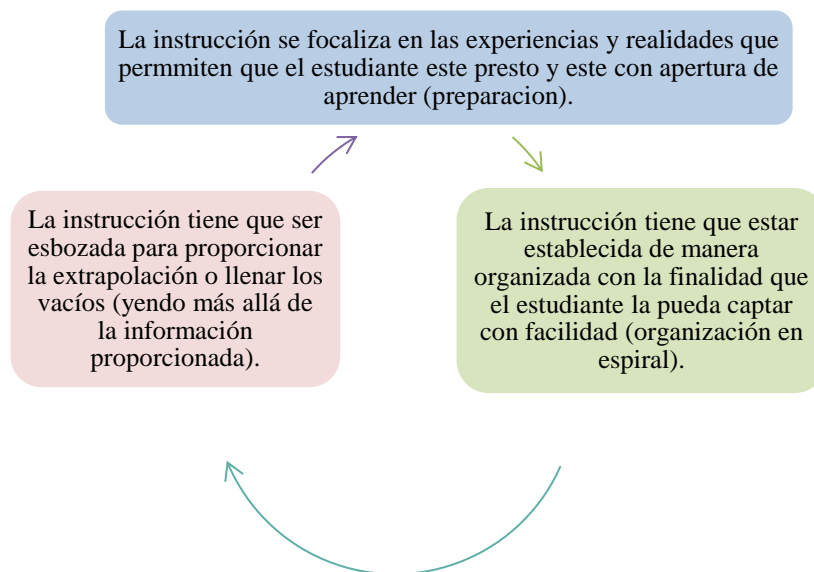 La instrucción se focaliza en las experiencias y realidades que
permmiten que el estudiante este presto y este con apertura de
aprender (preparacion).
La instrucción tiene que ser
esbozada para proporcionar
la extrapolación o llenar los
vacíos (yendo más allá de
la información
proporcionada).
La instrucción tiene que estar
establecida de manera
organizada con la finalidad que
el estudiante la pueda captar
con facilidad (organización en
espiral).